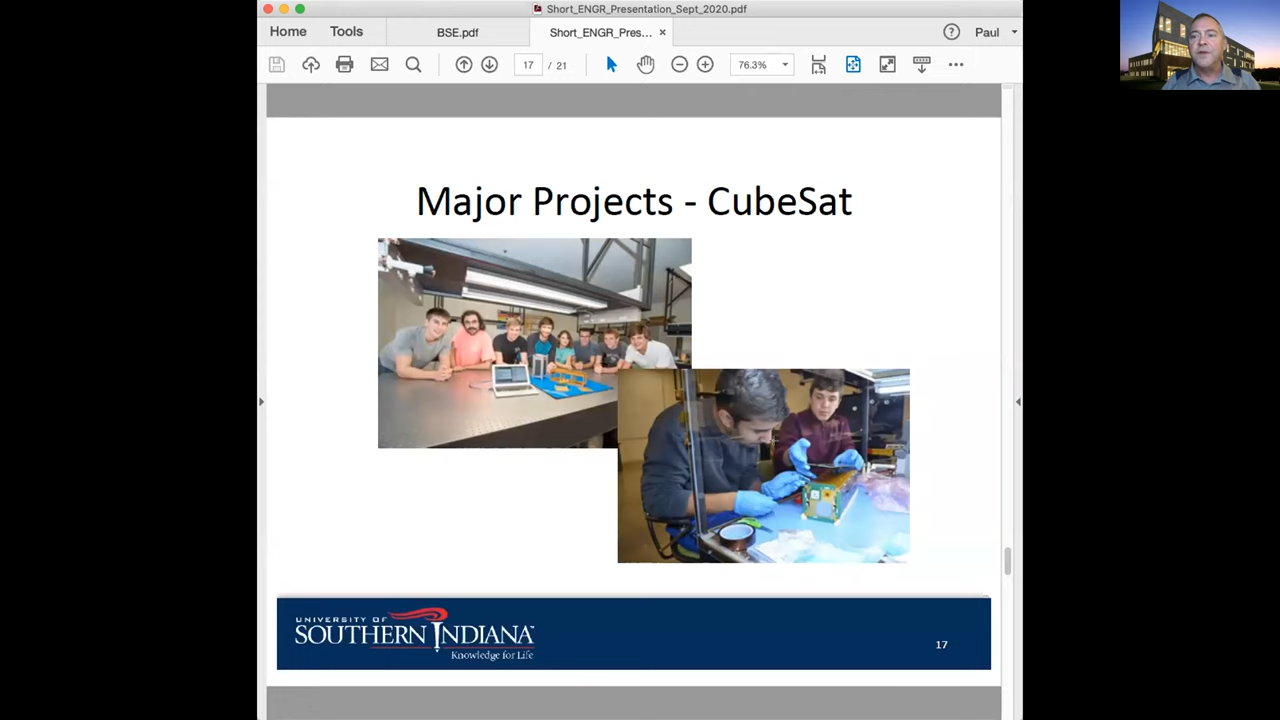 Short_ENGR_Presentation_Sept_2020.pdf
Home Tools BSE.pdf Short_ENGR_Pres... × ? Paul
17 / 21 76.3%
Major Projects - CubeSat
UNIVERSITY OF
SOUTHERN INDIANA
Knowledge for Life
17